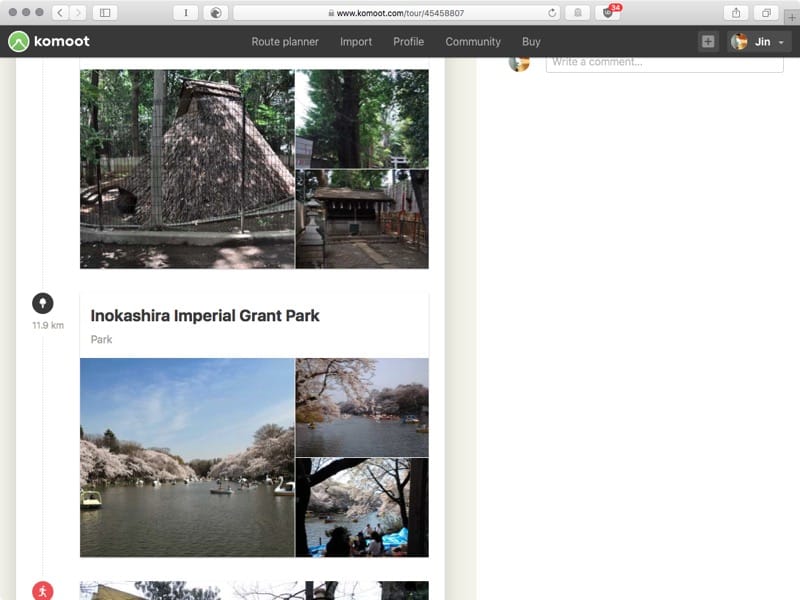 www.komoot.com/tour/45458807
34
komoot
Route planner
Import
Profile
Community
Buy
Jin
Write a comment...
11.9 km
Inokashira Imperial Grant Park
Park